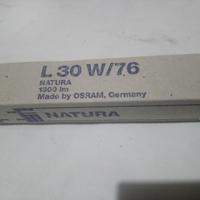 L 30 W/76
NATURA
1300 lm
Made by OSRAM, Germany
NATURA